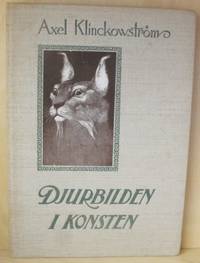 Axel Klinckowström
DJURBILDEN
I KONSTEN